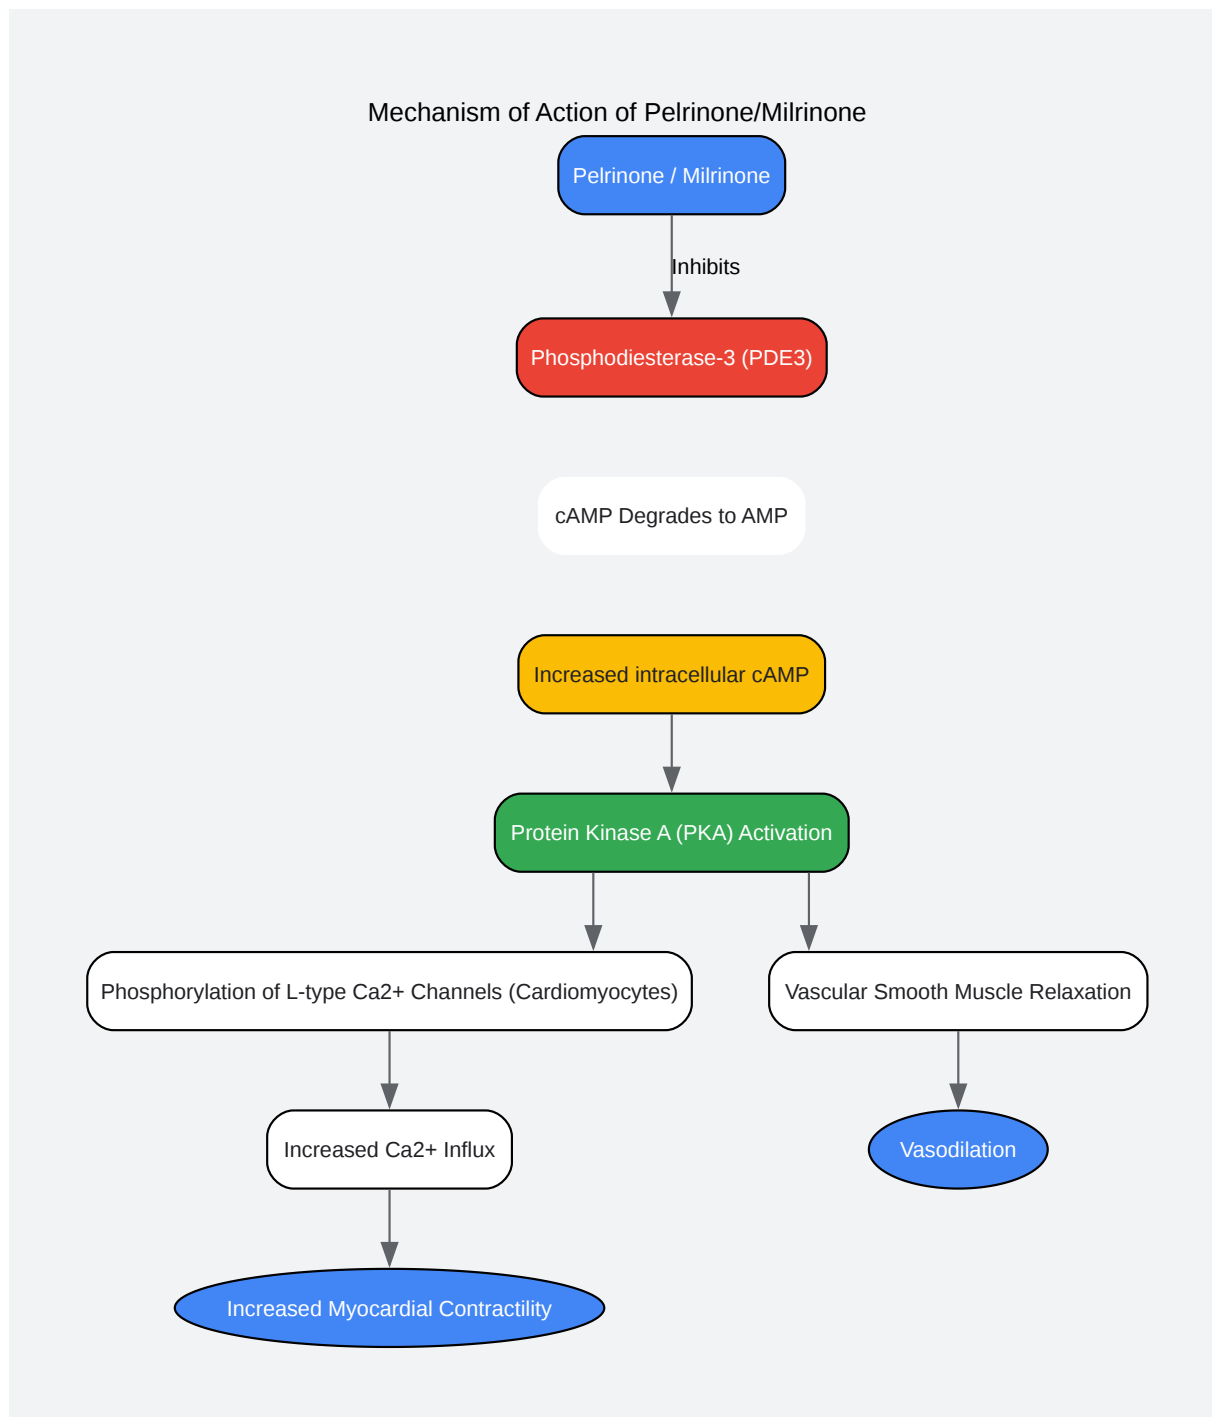 Mechanism of Action of Pelrinone/Milrinone
Pelrinone / Milrinone
Inhibits
Phosphodiesterase-3 (PDE3)
cAMP Degrades to AMP
Increased intracellular cAMP
Protein Kinase A (PKA) Activation
Phosphorylation of L-type Ca2+ Channels (Cardiomyocytes)
Vascular Smooth Muscle Relaxation
Increased Ca2+ Influx
Vasodilation
Increased Myocardial Contractility